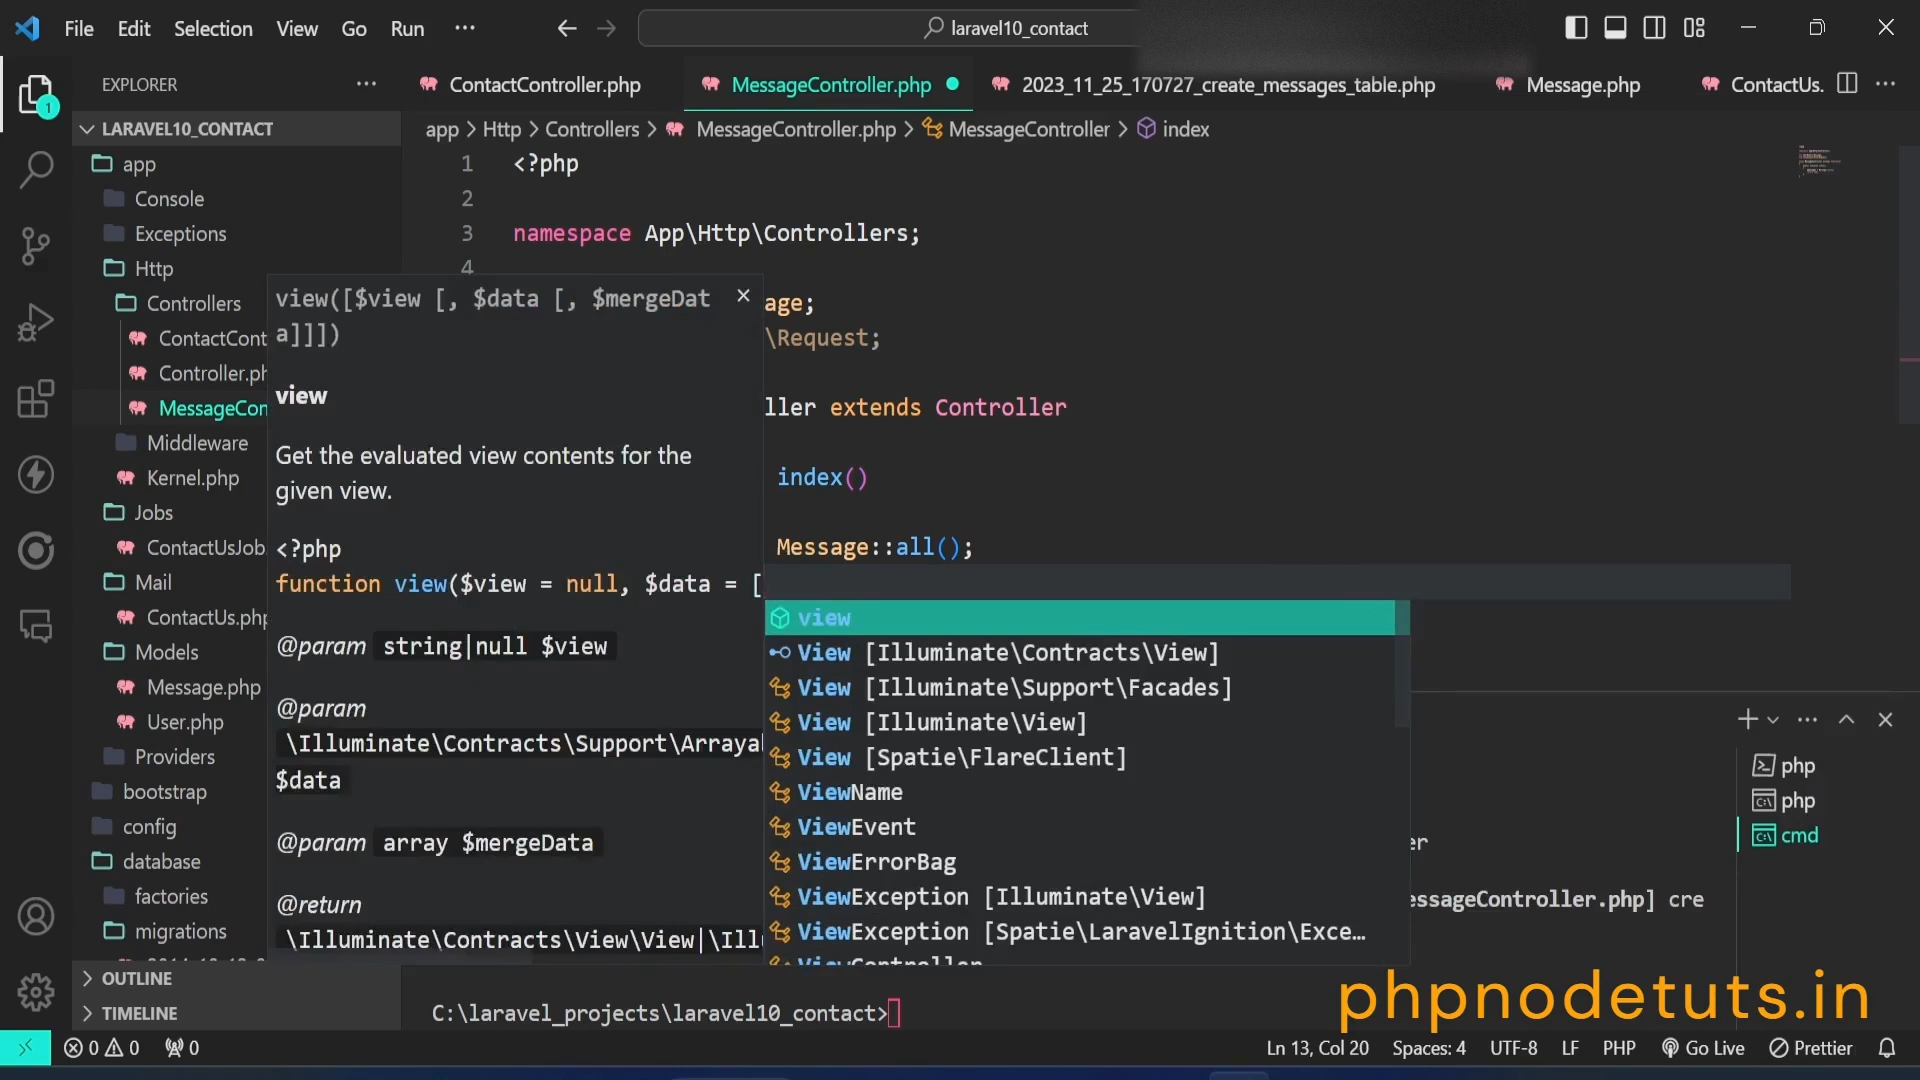 File Edit Selection View Go Run ···
laravel10_contact
EXPLORER ···
ContactController.php MessageController.php 2023_11_25_170727_create_messages_table.php Message.php ContactUs.
LARAVEL10_CONTACT
app > Http > Controllers > MessageController.php > MessageController > index
app
Console
Exceptions
Http
Controllers
ContactCont
Controller.ph
MessageCon
Middleware
Kernel.php
Jobs
ContactUsJob.
Mail
ContactUs.php
Models
Message.php
User.php
Providers
bootstrap
config
database
factories
migrations
OUTLINE
TIMELINE
1 <?php
2
3 namespace App\Http\Controllers;
4
age;
\Request;
ller extends Controller
index()
Message::all();
view([$view [, $data [, $mergeDat
a]]])
view
Get the evaluated view contents for the
given view.
<?php
function view($view = null, $data = [
@param string|null $view
@param
\Illuminate\Contracts\Support\Arraya
$data
@param array $mergeData
@return
\Illuminate\Contracts\View\View|\Ill
view
View [Illuminate\Contracts\View]
View [Illuminate\Support\Facades]
View [Illuminate\View]
View [Spatie\FlareClient]
ViewName
ViewEvent
ViewErrorBag
ViewException [Illuminate\View]
ViewException [Spatie\LaravelIgnition\Exce…
ViewController
php
php
cmd
er
essageController.php] cre
C:\laravel_projects\laravel10_contact>
phpnodetuts.in
0 0 0
Ln 13, Col 20 Spaces: 4 UTF-8 LF PHP Go Live Prettier